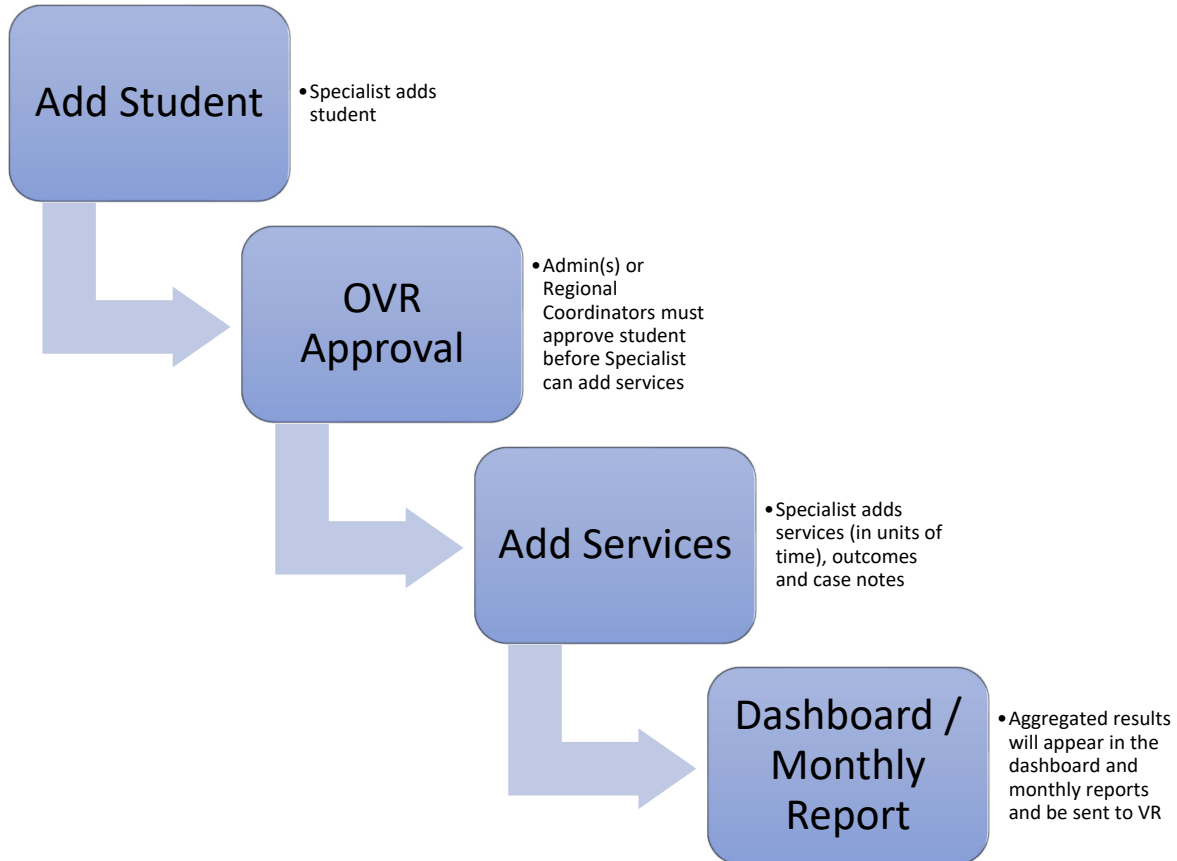 Add Student
•Specialist adds
student
OVR
Approval
•Admin(s) or
Regional
Coordinators must
approve student
before Specialist
can add services
Add Services
•Specialist adds
services (in units of
time), outcomes
and case notes
Dashboard /
Monthly
Report
•Aggregated results
will appear in the
dashboard and
monthly reports
and be sent to VR